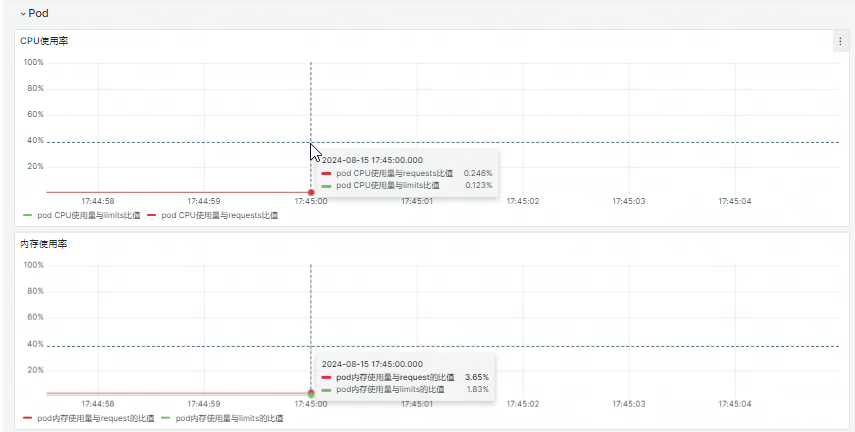 Pod
CPU使用率
100%
80%
60%
40%
20%
2024-08-15 17:45:00.000
pod CPU使用量与requests比值 0.246%
pod CPU使用量与limits比值 0.123%
17:44:58 17:44:59 17:45:00 17:45:01 17:45:02 17:45:03 17:45:04
pod CPU使用量与limits比值 pod CPU使用量与requests比值
内存使用率
100%
80%
60%
40%
20%
2024-08-15 17:45:00.000
pod内存使用量与request的比值 3.65%
pod内存使用量与limits的比值 1.83%
17:44:58 17:44:59 17:45:00 17:45:01 17:45:02 17:45:03 17:45:04
pod内存使用量与request的比值 pod内存使用量与limits的比值